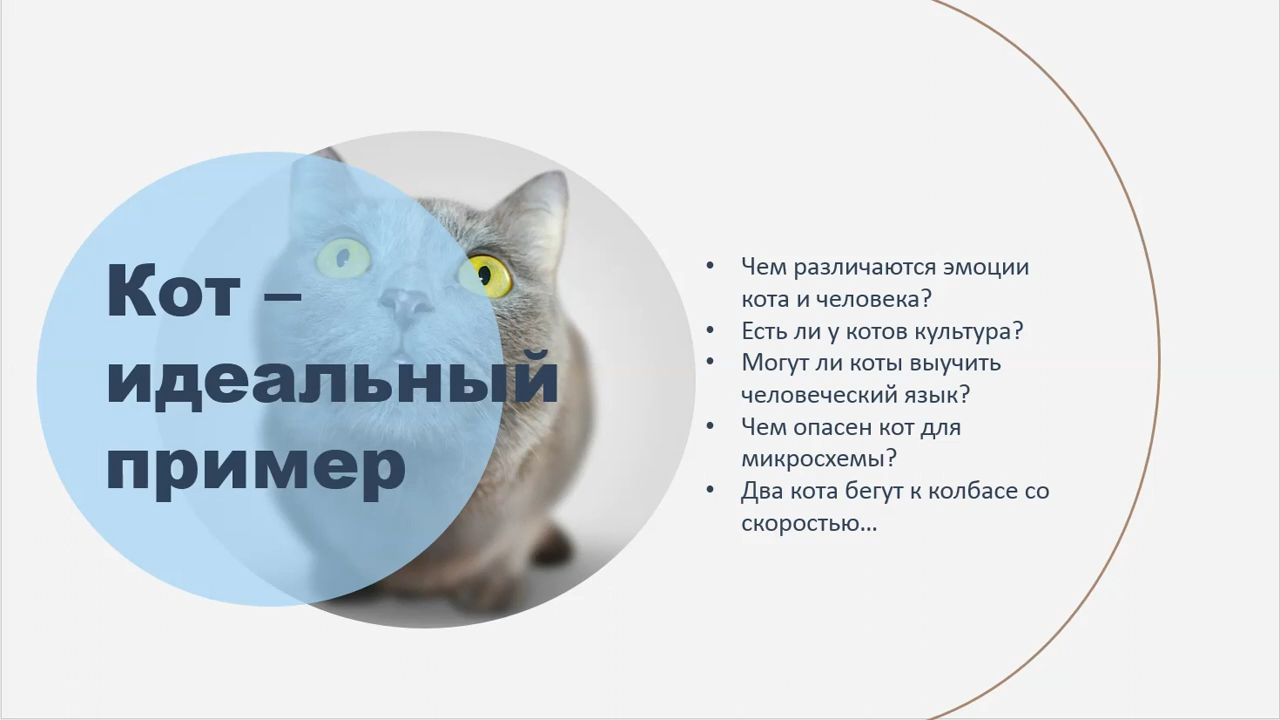 Кот –
идеальный
пример
• Чем различаются эмоции
кота и человека?
• Есть ли у котов культура?
• Могут ли коты выучить
человеческий язык?
• Чем опасен кот для
микросхемы?
• Два кота бегут к колбасе со
скоростью…